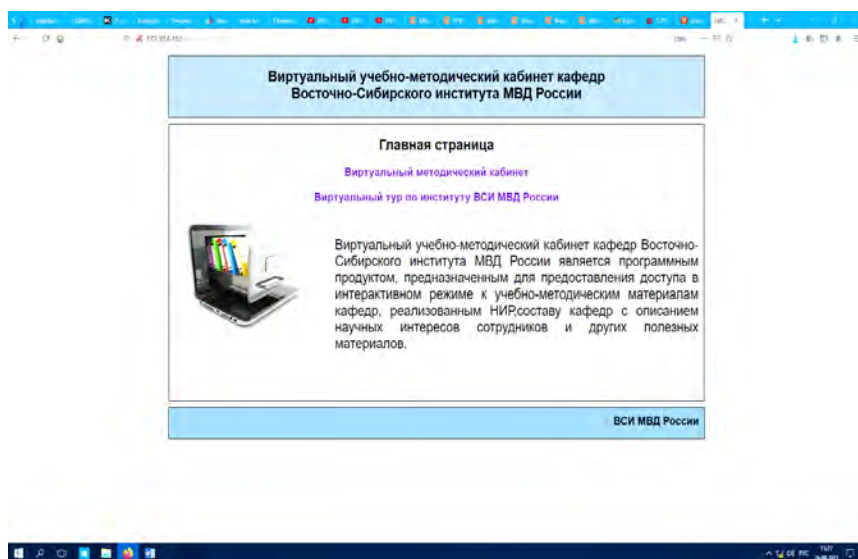 Виртуальный учебно-методический кабинет кафедр
Восточно-Сибирского института МВД России
Главная страница
Виртуальный методический кабинет
Виртуальный тур по институту ВСИ МВД России
Виртуальный учебно-методический кабинет кафедр Восточно-
Сибирского института МВД России является программным
продуктом, предназначенным для предоставления доступа в
интерактивном режиме к учебно-методическим материалам
кафедр, реализованным НИР,составу кафедр с описанием
научных интересов сотрудников и других полезных
материалов.
ВСИ МВД России